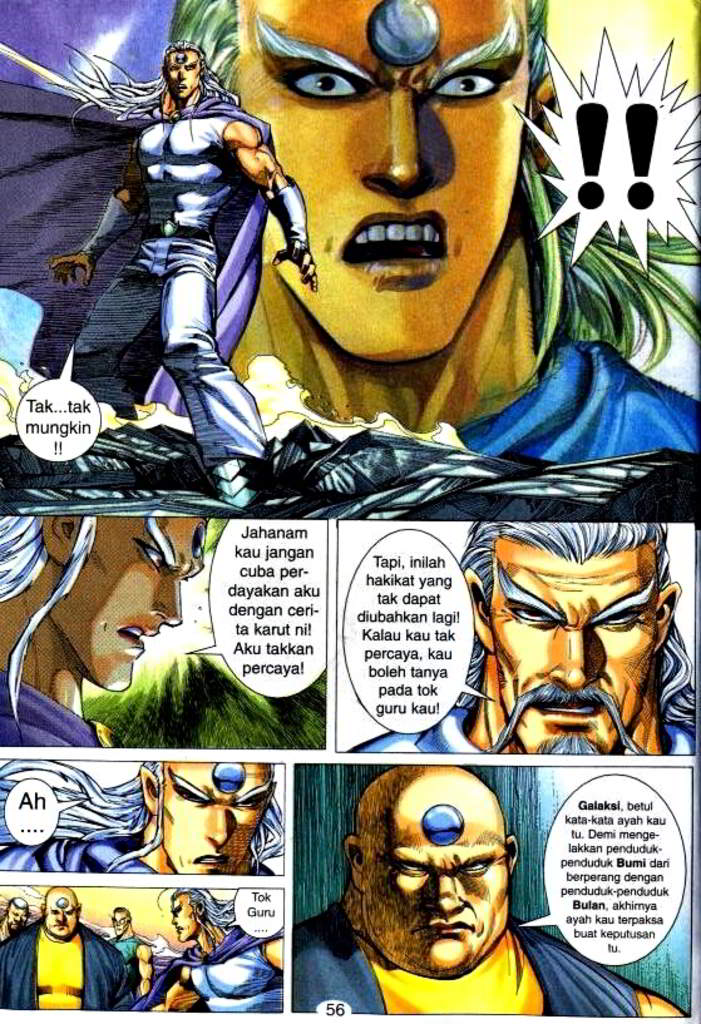 !!
Tak...tak
mungkin
!!
Jahanam
kau jangan
cuba per-
dayakan aku
dengan ceri-
ta karut ni!
Aku takkan
percaya!
Tapi, inilah
hakikat yang
tak dapat
diubahkan lagi!
Kalau kau tak
percaya, kau
boleh tanya
pada tok
guru kau!
Ah
....
Tok
Guru
....
Galaksi, betul
kata-kata ayah kau
tu. Demi menge-
lakkan penduduk-
penduduk Bumi dari
berperang dengan
penduduk-penduduk
Bulan, akhirnya
ayah kau terpaksa
buat keputusan
tu.
56